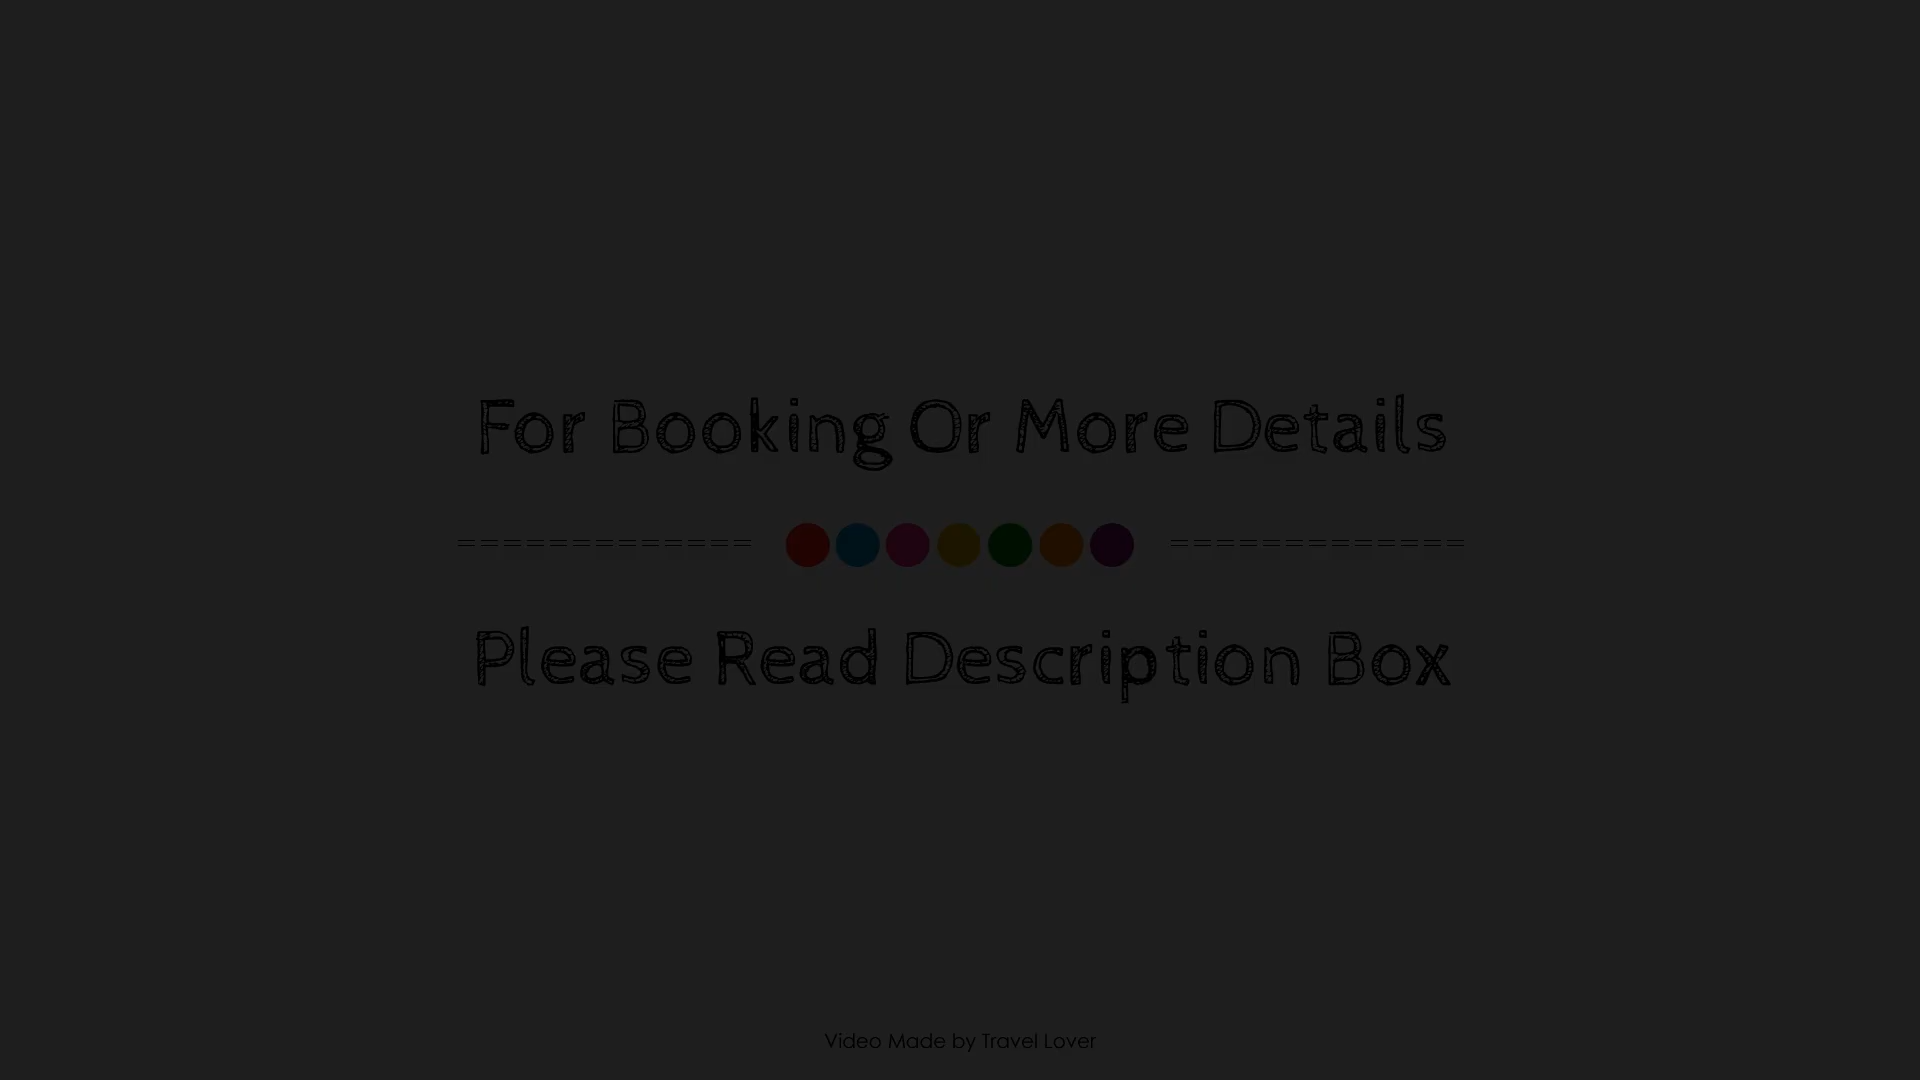 For Booking Or More Details
============= =============
Please Read Description Box
Video Made by Travel Lover